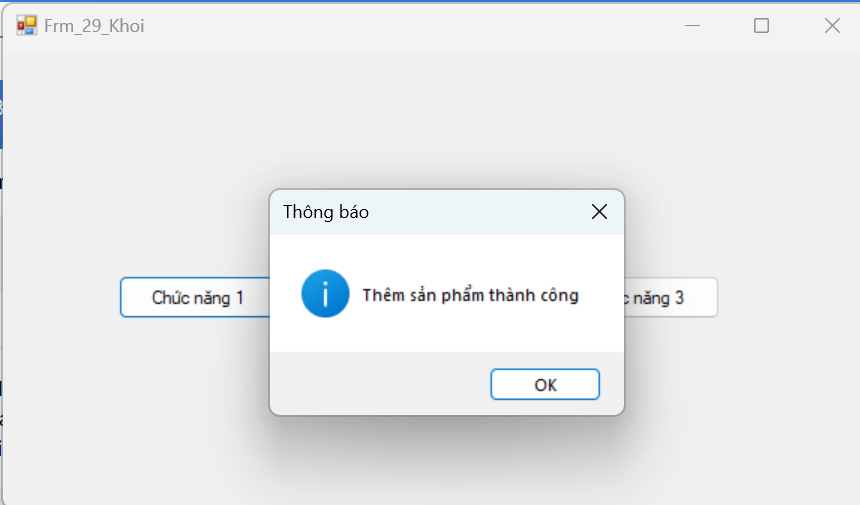 Frm_29_Khoi
Thông báo
Thêm sản phẩm thành công
Chức năng 1
năng 3
OK